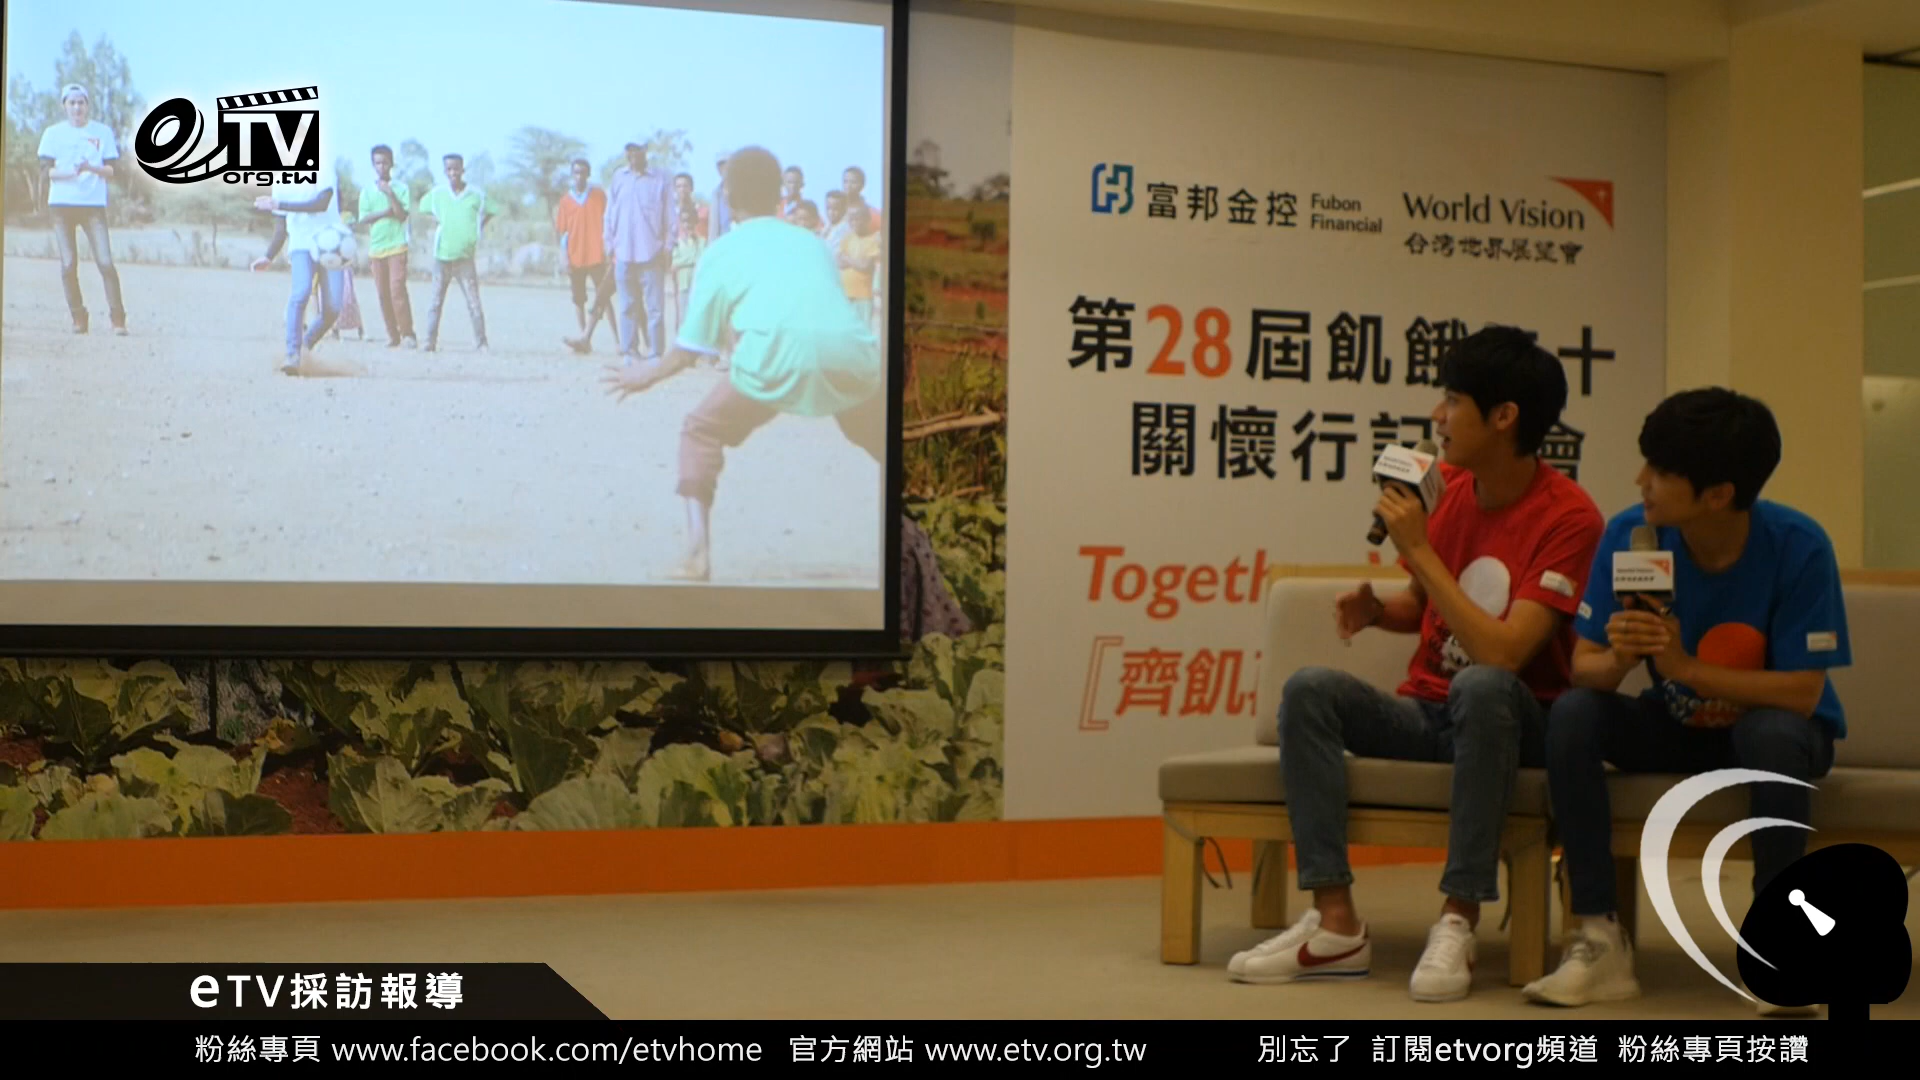 eTV.
org.tw
富邦金控 Fubon Financial
World Vision
台灣世界展望會
第28屆飢餓 十
關懷行記 會
Togeth
[齊飢
eTV採訪報導
粉絲專頁 www.facebook.com/etvhome 官方網站 www.etv.org.tw 別忘了 訂閱etvorg頻道 粉絲專頁按讚